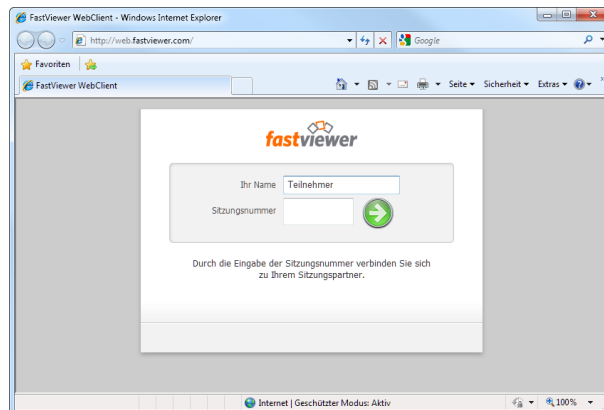 FastViewer WebClient - Windows Internet Explorer
http://web.fastviewer.com/
Google
Favoriten
FastViewer WebClient
Seite
Sicherheit
Extras
fastviewer
Ihr Name
Teilnehmer
Sitzungsnummer
Durch die Eingabe der Sitzungsnummer verbinden Sie sich
zu Ihrem Sitzungspartner.
Internet | Geschützter Modus: Aktiv
100%